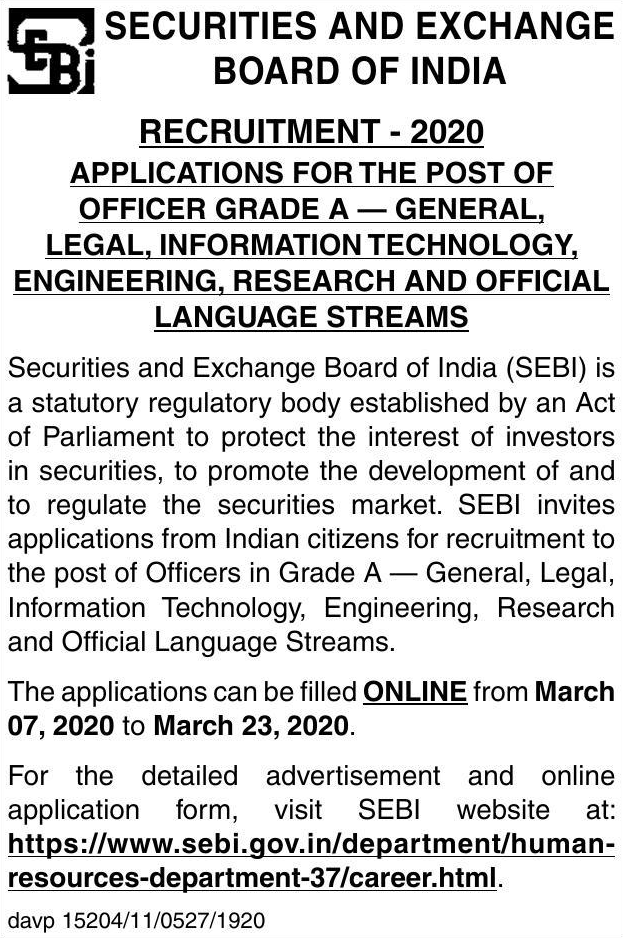 SEBI
SECURITIES AND EXCHANGE
BOARD OF INDIA
RECRUITMENT - 2020
APPLICATIONS FOR THE POST OF
OFFICER GRADE A — GENERAL,
LEGAL, INFORMATION TECHNOLOGY,
ENGINEERING, RESEARCH AND OFFICIAL
LANGUAGE STREAMS
Securities and Exchange Board of India (SEBI) is
a statutory regulatory body established by an Act
of Parliament to protect the interest of investors
in securities, to promote the development of and
to regulate the securities market. SEBI invites
applications from Indian citizens for recruitment to
the post of Officers in Grade A — General, Legal,
Information Technology, Engineering, Research
and Official Language Streams.
The applications can be filled ONLINE from March
07, 2020 to March 23, 2020.
For the detailed advertisement and online
application form, visit SEBI website at:
https://www.sebi.gov.in/department/human-
resources-department-37/career.html.
davp 15204/11/0527/1920